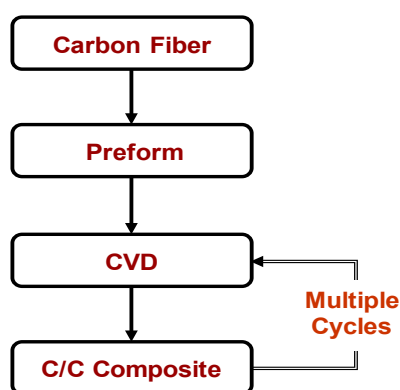 Carbon Fiber
Preform
CVD
Multiple
Cycles
C/C Composite